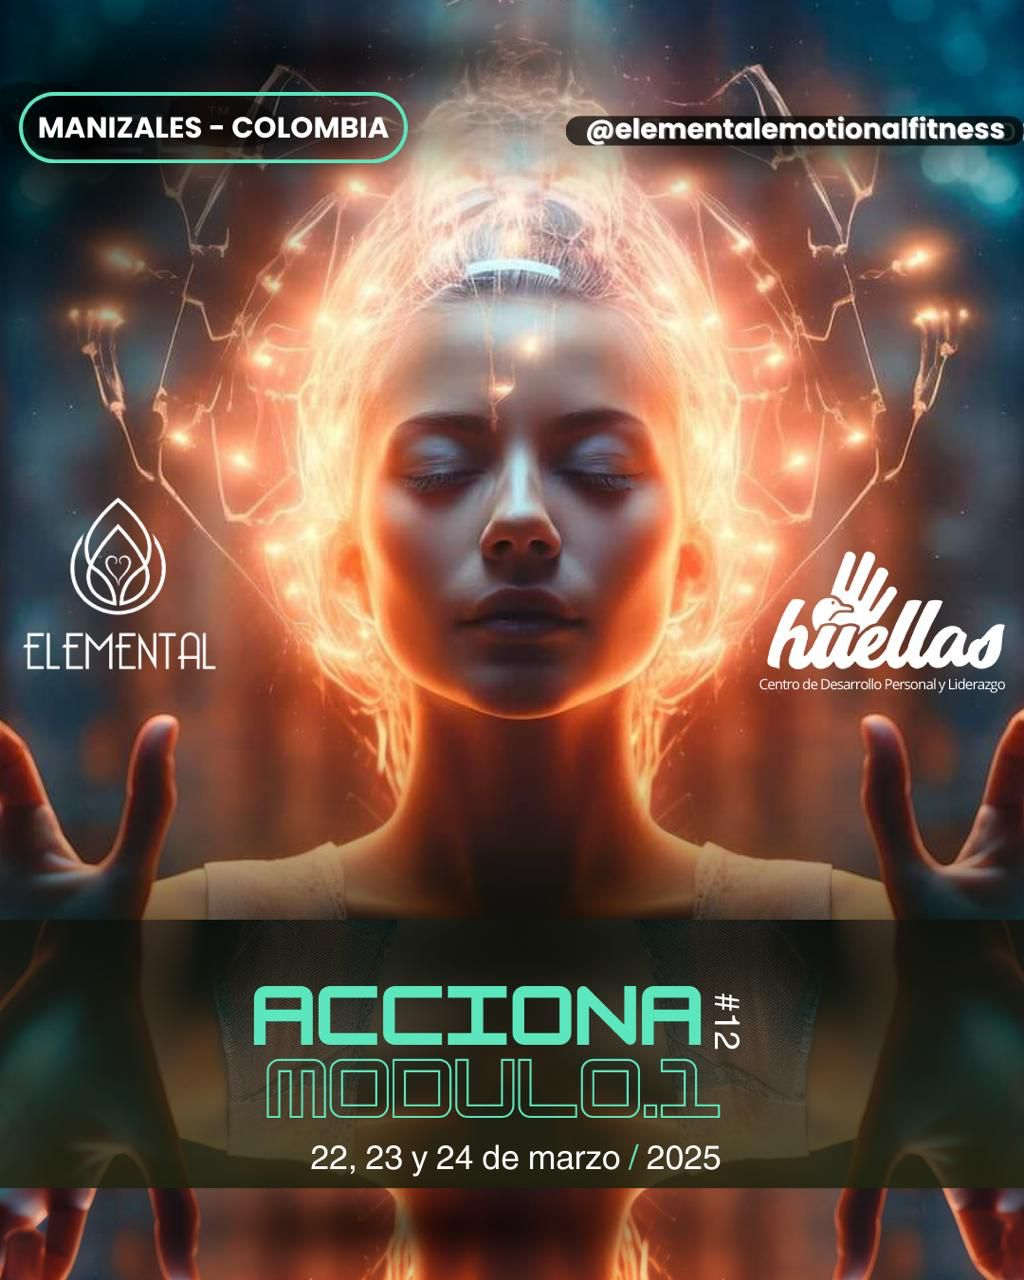 MANIZALES - COLOMBIA
@elementalemotionalfitness
ELEMENTAL
huellas
Centro de Desarrollo Personal y Liderazgo
ACCIONA
#12
MODULO.1
22, 23 y 24 de marzo / 2025